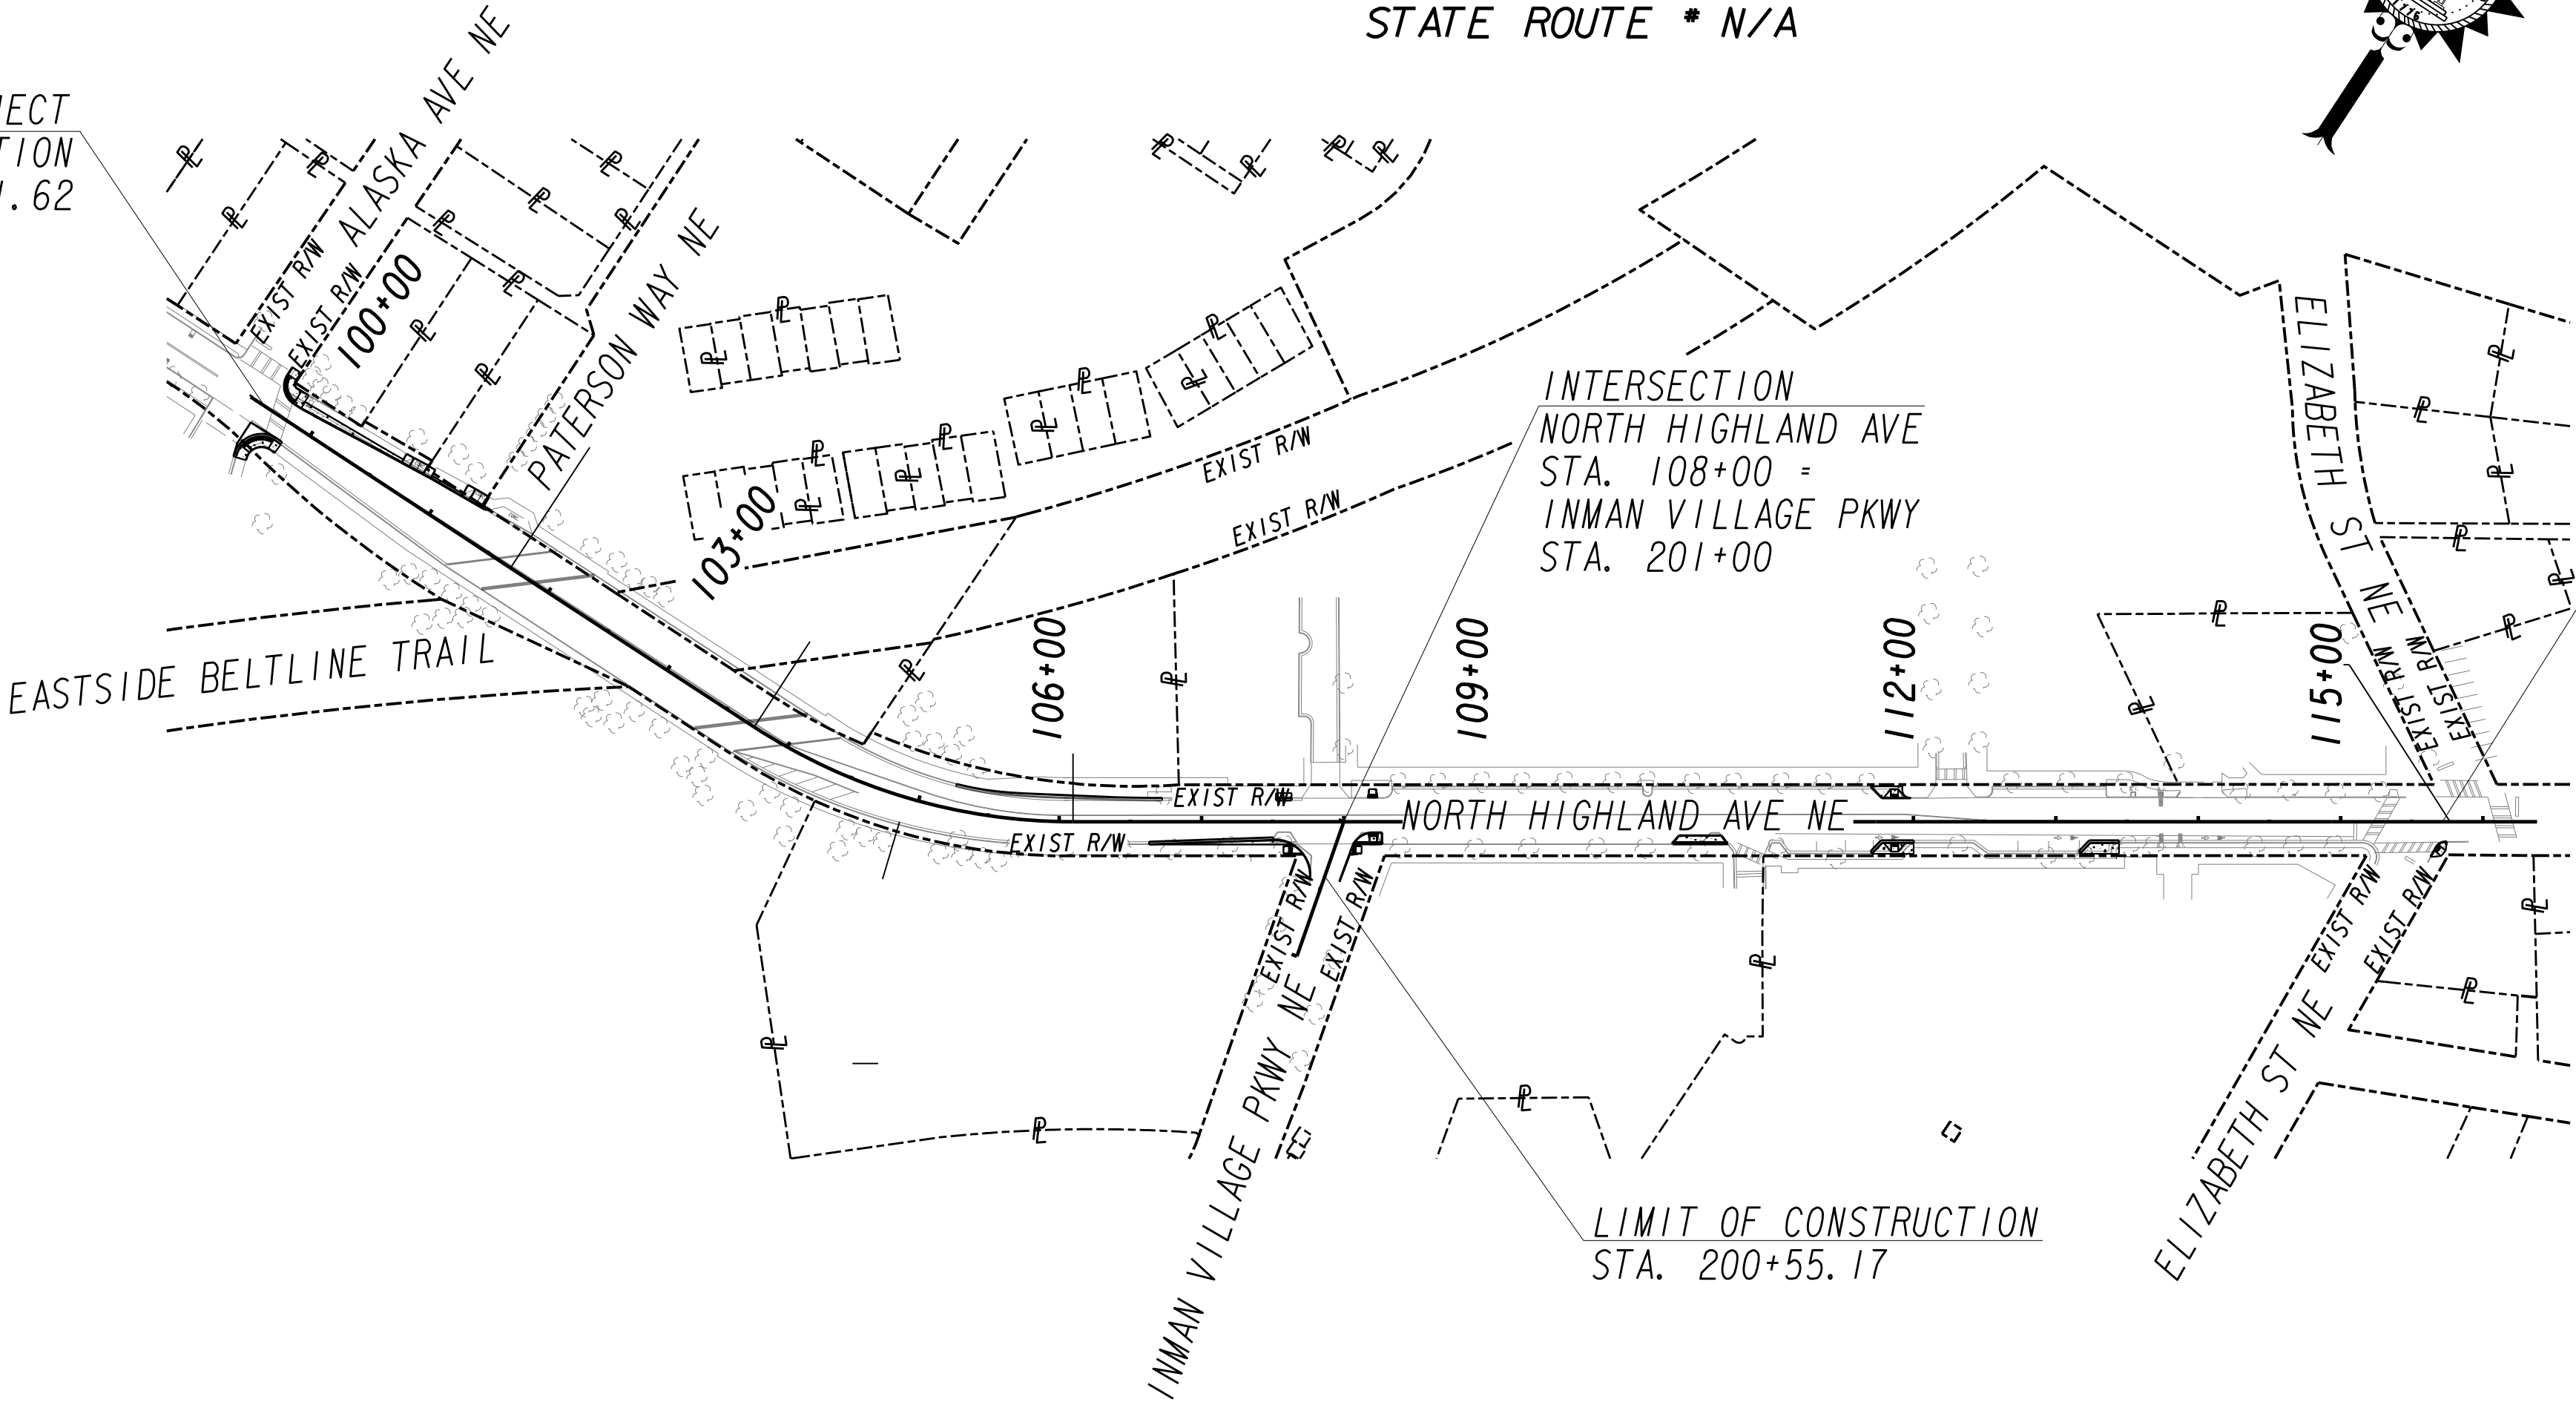 STATE ROUTE # N/A
ALASKA AVE NE
.62
EXIST R/W
EXIST R/W
100+00
PATERSON WAY NE
103+00
EXIST R/W
EXIST R/W
INTERSECTION
NORTH HIGHLAND AVE
STA. 108+00 =
INMAN VILLAGE PKWY
STA. 201+00
ELIZABETH ST NE
EXIST R/W
EXIST R/W
EASTSIDE BELTLINE TRAIL
106+00
109+00
112+00
115+00
EXIST R/W
NORTH HIGHLAND AVE NE
EXIST R/W
EXIST R/W
EXIST R/W
INMAN VILLAGE PKWY NE
EXIST R/W
EXIST R/W
ELIZABETH ST NE
LIMIT OF CONSTRUCTION
STA. 200+55.17